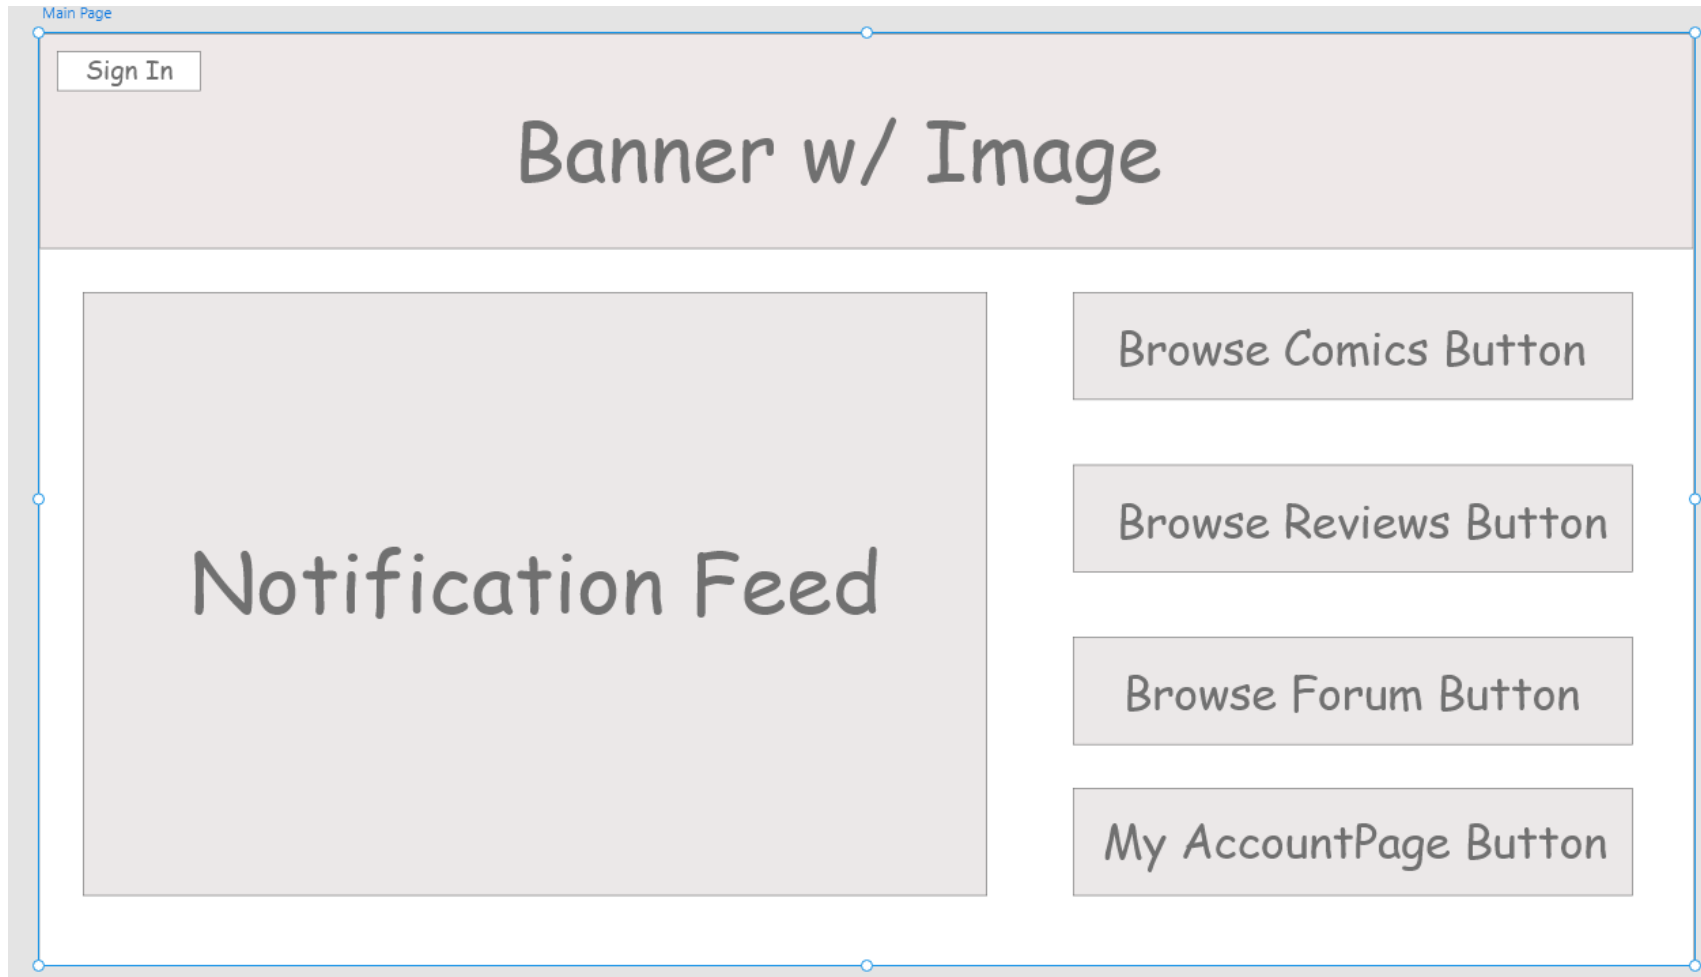 Main Page
Sign In
Banner w/ Image
Notification Feed
Browse Comics Button
Browse Reviews Button
Browse Forum Button
My AccountPage Button